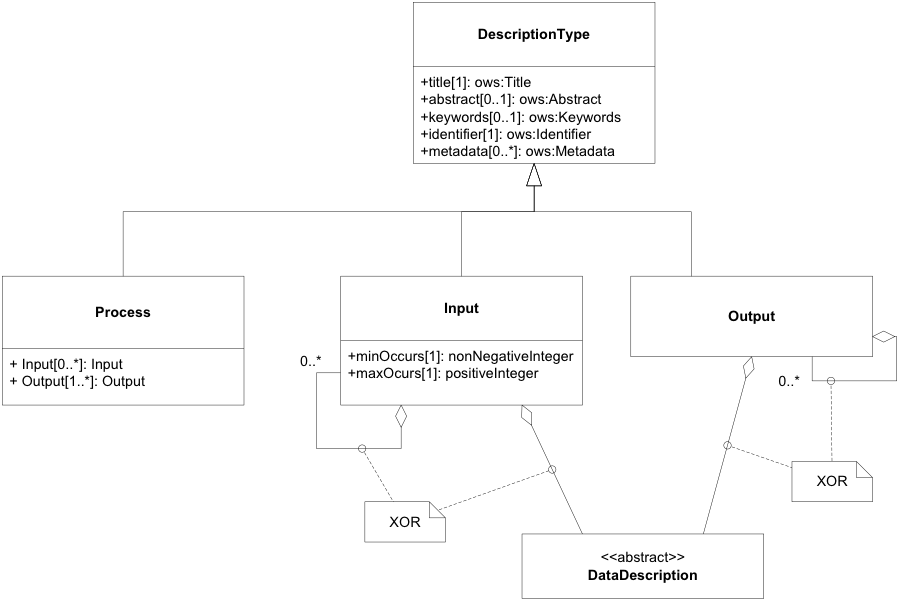 DescriptionType
+title[1]: ows:Title
+abstract[0..1]: ows:Abstract
+keywords[0..1]: ows:Keywords
+identifier[1]: ows:Identifier
+metadata[0..*]: ows:Metadata
Process
+ Input[0..*]: Input
+ Output[1..*]: Output
Input
+minOccurs[1]: nonNegativeInteger
+maxOcurs[1]: positiveInteger
0..*
Output
0..*
XOR
XOR
<<abstract>>
DataDescription